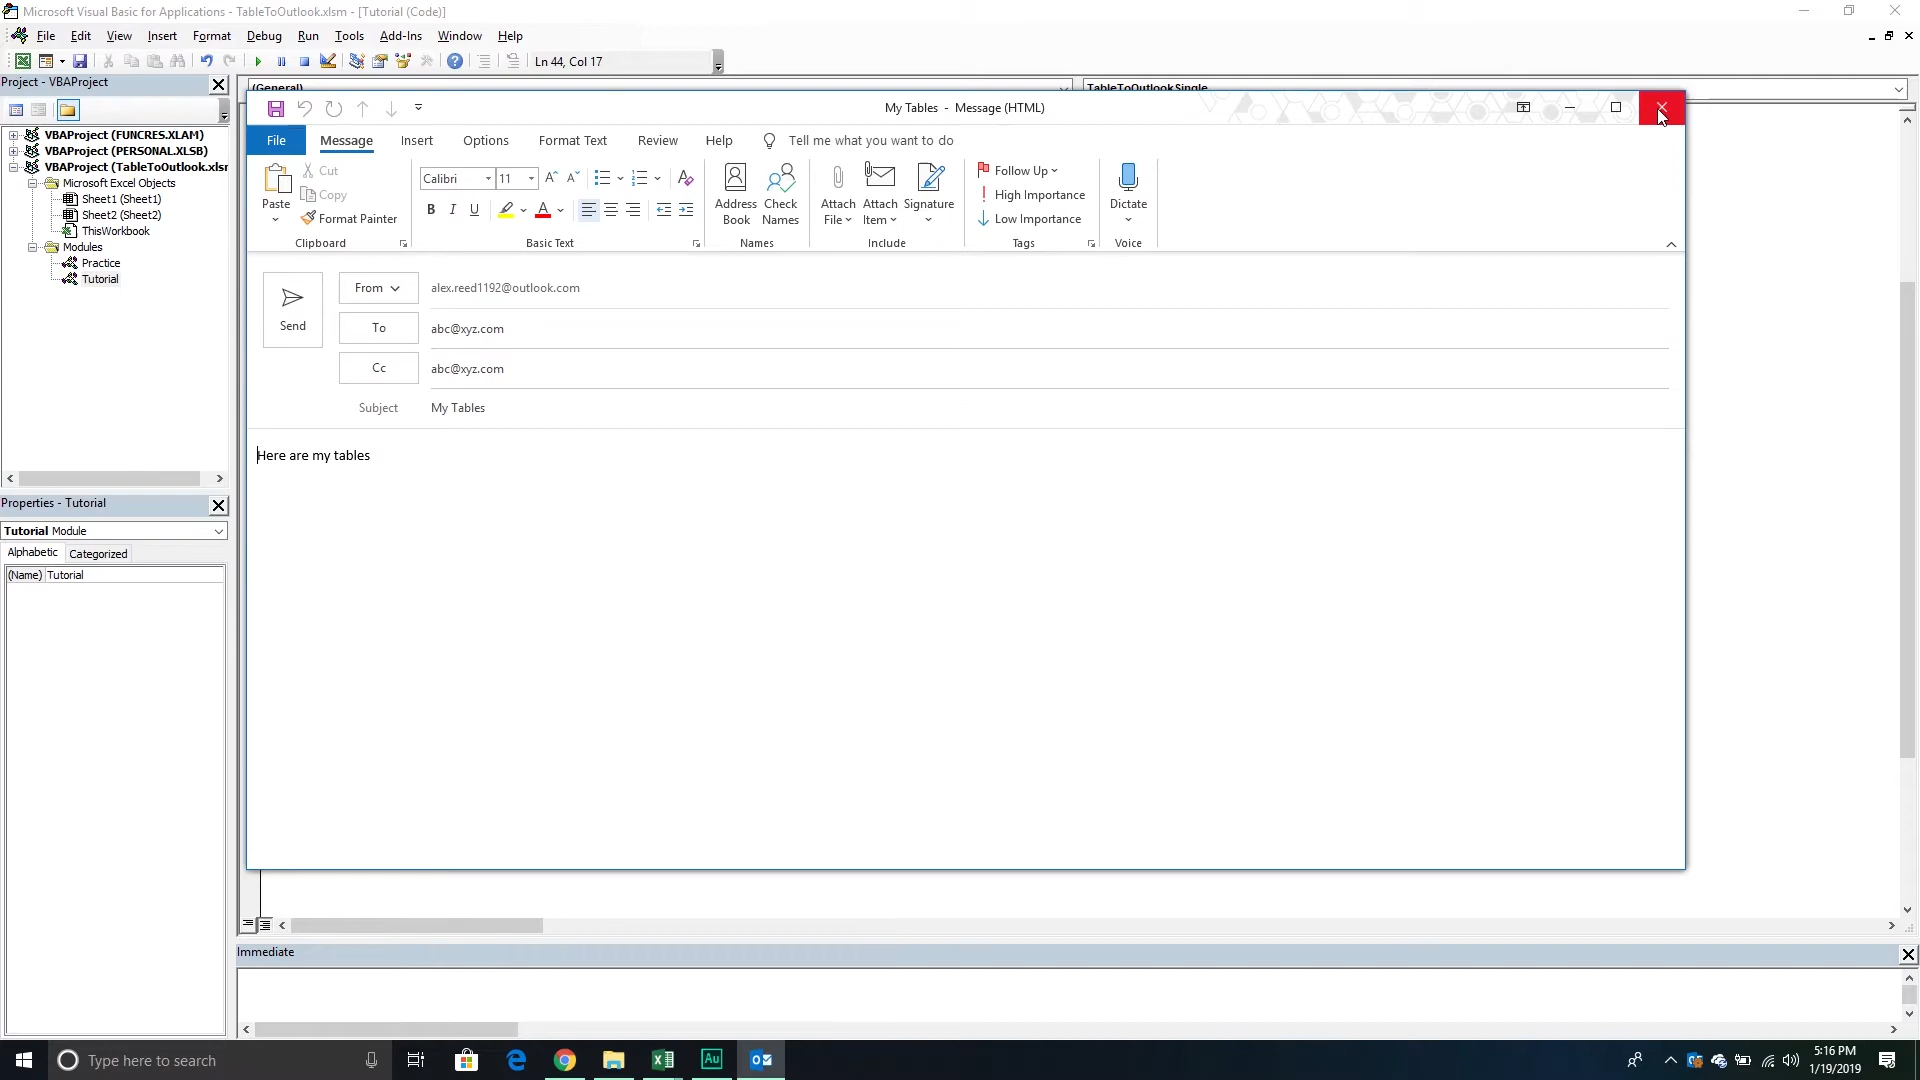 Microsoft Visual Basic for Applications - TableToOutlook.xlsm - [Tutorial (Code)]
File Edit View Insert Format Debug Run Tools Add-Ins Window Help
Ln 44, Col 17
Project - VBAProject
(General)
TableToOutlookSingle
VBAProject (FUNCRES.XLAM)
VBAProject (PERSONAL.XLSB)
VBAProject (TableToOutlook.xlsm
Microsoft Excel Objects
Sheet1 (Sheet1)
Sheet2 (Sheet2)
ThisWorkbook
Modules
Practice
Tutorial
Properties - Tutorial
Tutorial Module
Alphabetic Categorized
(Name) Tutorial
My Tables - Message (HTML)
File Message Insert Options Format Text Review Help Tell me what you want to do
Paste
Cut
Copy
Format Painter
Clipboard
Calibri 11
B I U A
Basic Text
Address Book
Check Names
Names
Attach File
Attach Item
Signature
Include
Follow Up
High Importance
Low Importance
Tags
Dictate
Voice
Send
From alex.reed1192@outlook.com
To abc@xyz.com
Cc abc@xyz.com
Subject My Tables
Here are my tables
Immediate
Type here to search
Au
5:16 PM
1/19/2019